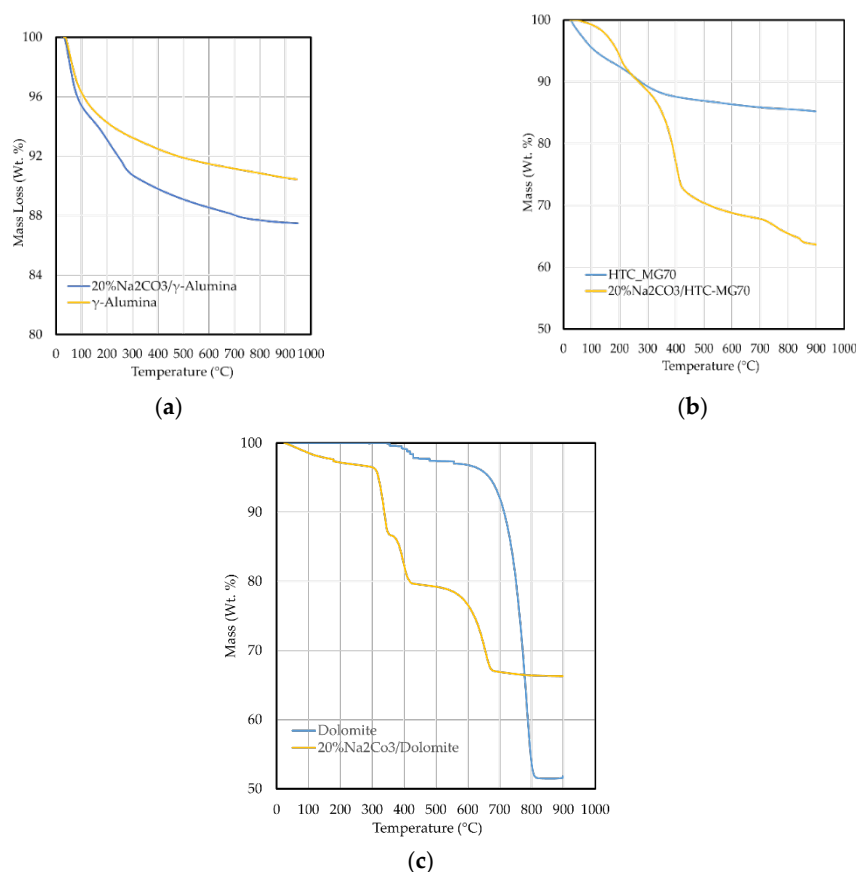 100
96
92
88
84
80
Mass Loss (Wt. %)
20%Na2CO3/γ-Alumina
γ-Alumina
0 100 200 300 400 500 600 700 800 900 1000
Temperature (°C)
(a)
100
90
80
70
60
50
Mass (Wt. %)
HTC_MG70
20%Na2CO3/HTC-MG70
0 100 200 300 400 500 600 700 800 900 1000
Temperature (°C)
(b)
100
90
80
70
60
50
Mass (Wt. %)
Dolomite
20%Na2Co3/Dolomite
0 100 200 300 400 500 600 700 800 900 1000
Temperature (°C)
(c)